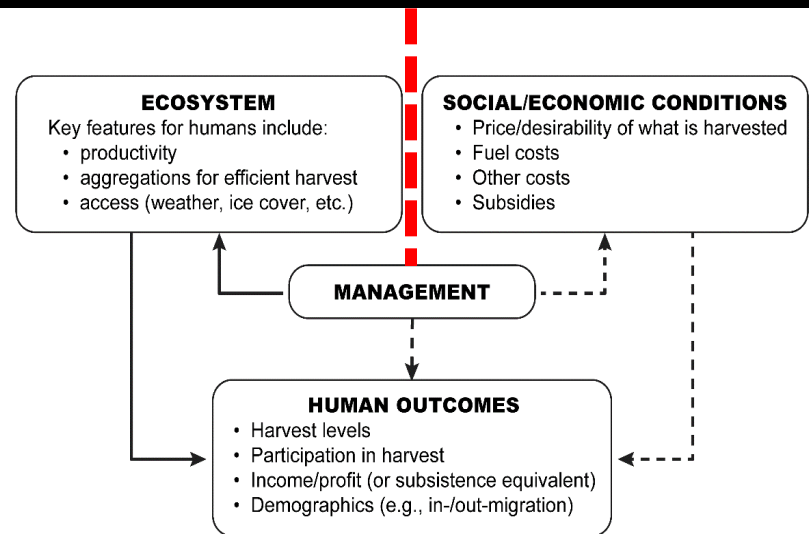 ECOSYSTEM
Key features for humans include:
• productivity
• aggregations for efficient harvest
• access (weather, ice cover, etc.)
SOCIAL/ECONOMIC CONDITIONS
• Price/desirability of what is harvested
• Fuel costs
• Other costs
• Subsidies
MANAGEMENT
HUMAN OUTCOMES
• Harvest levels
• Participation in harvest
• Income/profit (or subsistence equivalent)
• Demographics (e.g., in-/out-migration)